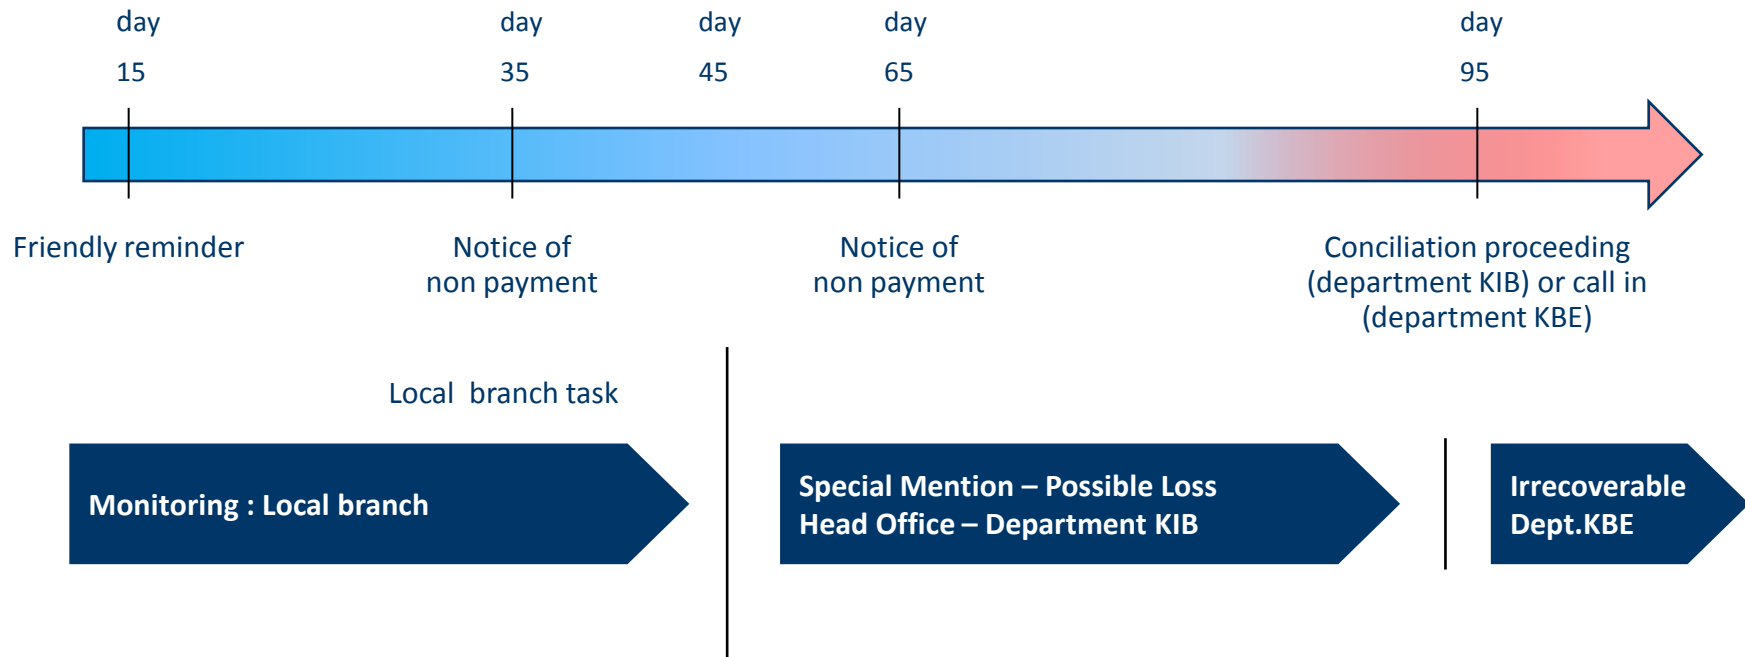 day day day day day
15 35 45 65 95
Friendly reminder
Notice of
non payment
Notice of
non payment
Conciliation proceeding
(department KIB) or call in
(department KBE)
Local branch task
Monitoring : Local branch
Special Mention – Possible Loss
Head Office – Department KIB
Irrecoverable
Dept.KBE